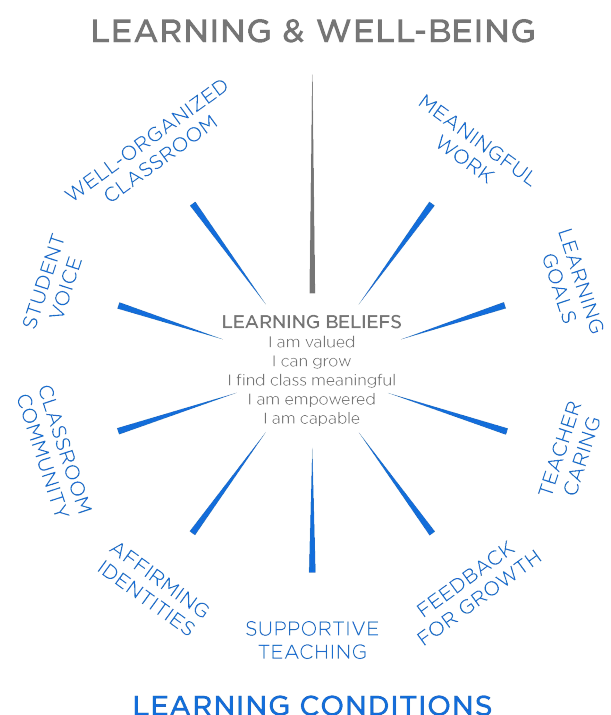 LEARNING & WELL-BEING
WELL-ORGANIZED
CLASSROOM
MEANINGFUL
WORK
STUDENT
VOICE
LEARNING
GOALS
LEARNING BELIEFS
I am valued
I can grow
I find class meaningful
I am empowered
I am capable
CLASSROOM
COMMUNITY
TEACHER
CARING
AFFIRMING
IDENTITIES
FEEDBACK
FOR GROWTH
SUPPORTIVE
TEACHING
LEARNING CONDITIONS